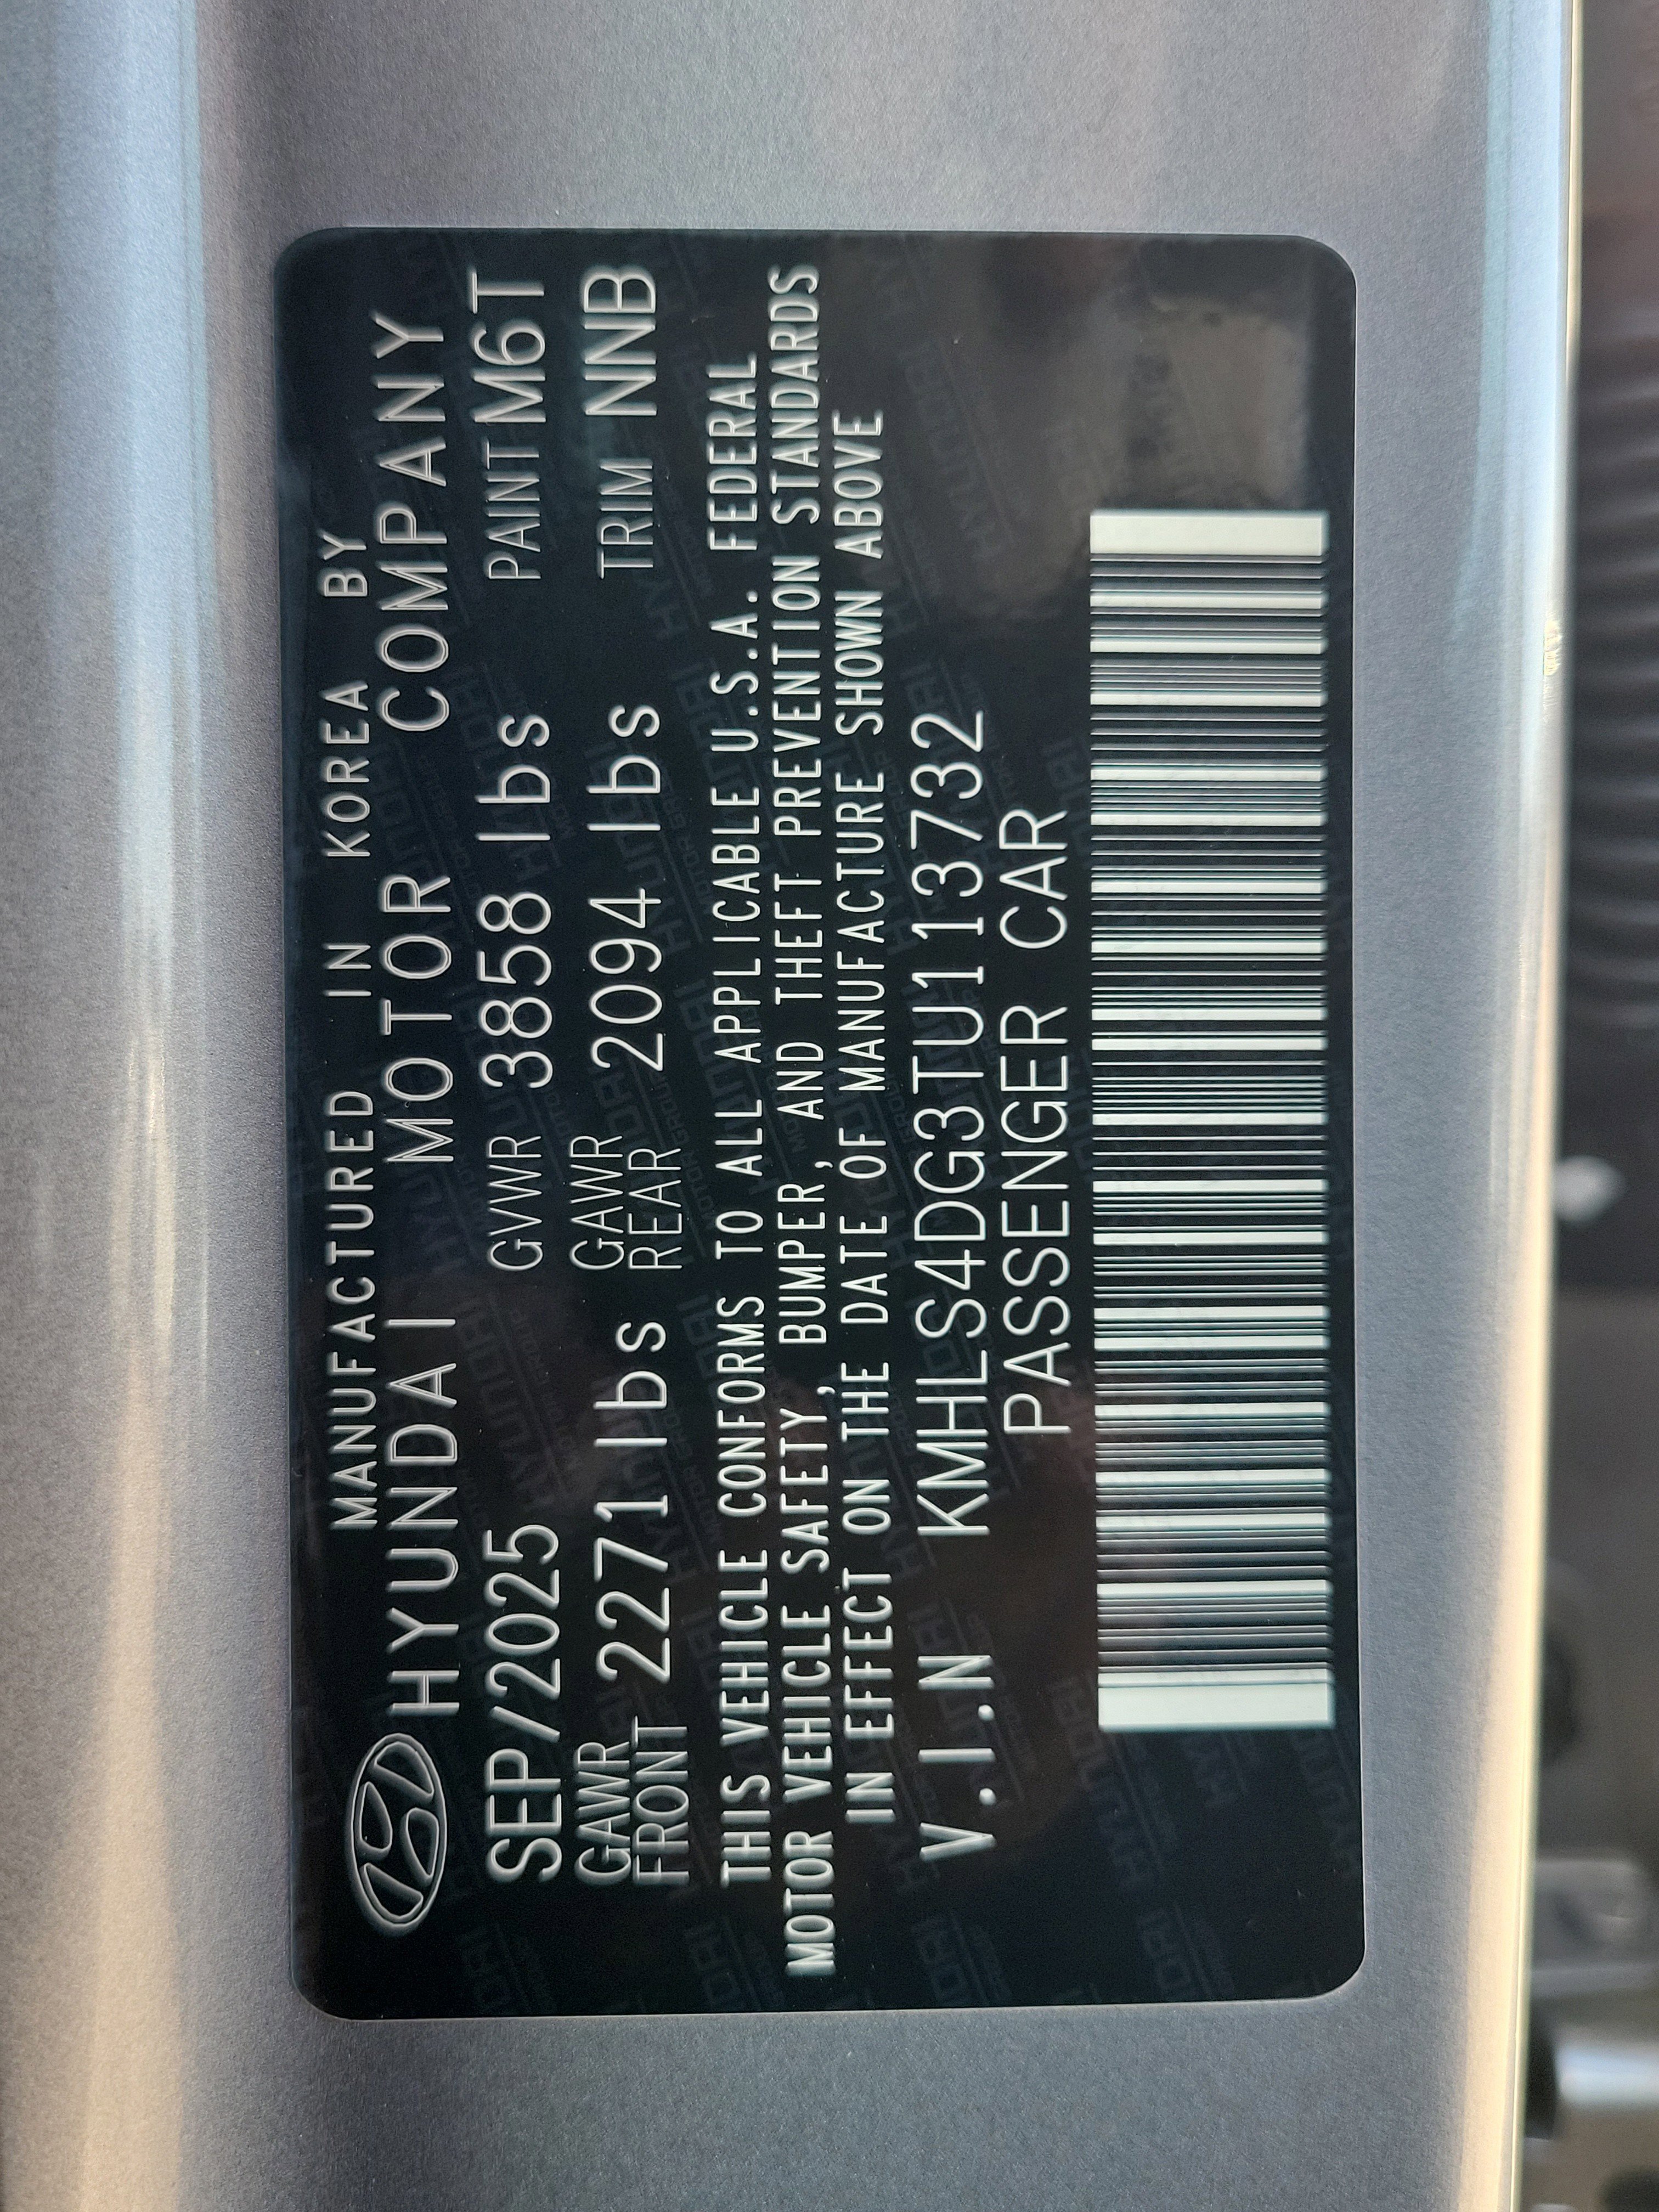 MANUFACTURED IN KOREA BY
HYUNDAI MOTOR COMPANY
SEP/2025 GVWR 3858 lbs PAINT M6T
GAWR FRONT 2271 lbs GAWR REAR 2094 lbs TRIM NNB
THIS VEHICLE CONFORMS TO ALL APPLICABLE U.S.A. FEDERAL
MOTOR VEHICLE SAFETY, BUMPER, AND THEFT PREVENTION STANDARDS
IN EFFECT ON THE DATE OF MANUFACTURE SHOWN ABOVE
V.I.N KMHLS4DG3TU113732
PASSENGER CAR